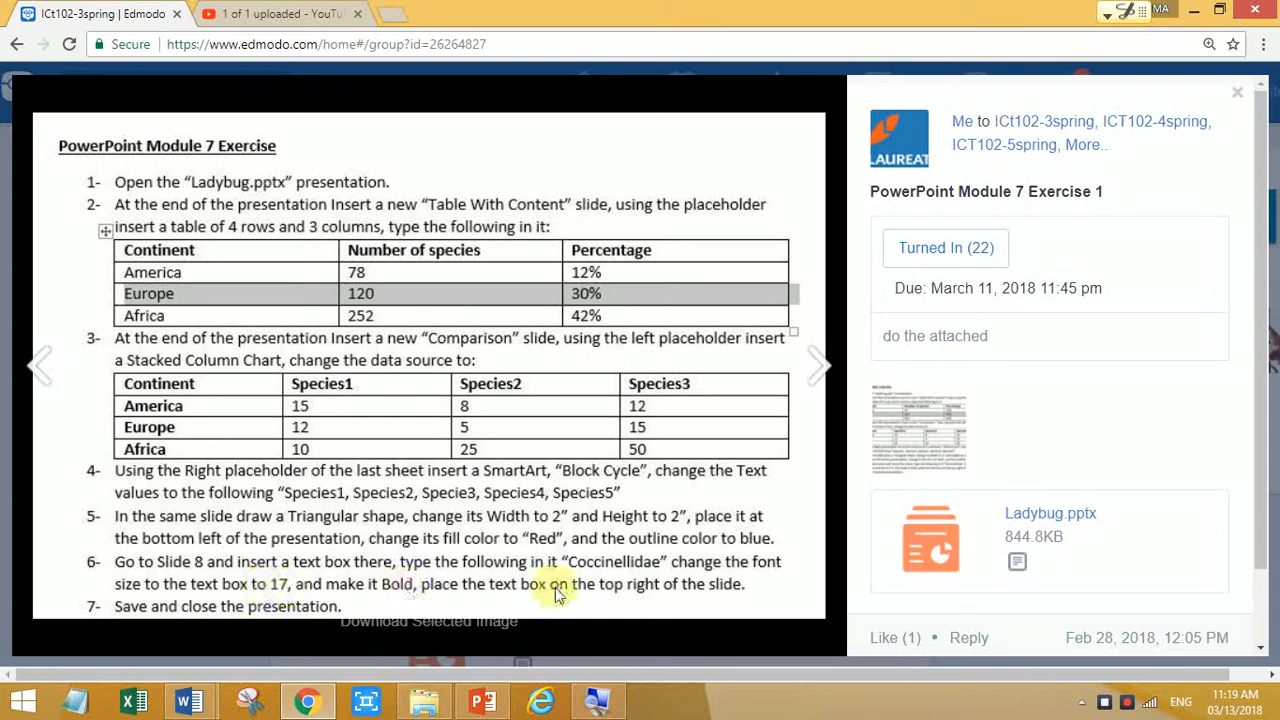 ICt102-3spring | Edmodo
1 of 1 uploaded - YouTu
MA
Secure
https://www.edmodo.com/home#/group?id=26264827
PowerPoint Module 7 Exercise
1- Open the “Ladybug.pptx” presentation.
2- At the end of the presentation Insert a new “Table With Content” slide, using the placeholder
insert a table of 4 rows and 3 columns, type the following in it:
Continent Number of species Percentage
America 78 12%
Europe 120 30%
Africa 252 42%
3- At the end of the presentation Insert a new “Comparison” slide, using the left placeholder insert
a Stacked Column Chart, change the data source to:
Continent Species1 Species2 Species3
America 15 8 12
Europe 12 5 15
Africa 10 25 50
4- Using the Right placeholder of the last sheet insert a SmartArt, “Block Cycle”, change the Text
values to the following “Species1, Species2, Specie3, Species4, Species5”
5- In the same slide draw a Triangular shape, change its Width to 2” and Height to 2”, place it at
the bottom left of the presentation, change its fill color to “Red”, and the outline color to blue.
6- Go to Slide 8 and insert a text box there, type the following in it “Coccinellidae” change the font
size to the text box to 17, and make it Bold, place the text box on the top right of the slide.
7- Save and close the presentation.
Download Selected Image
LAUREAT
Me to ICt102-3spring, ICT102-4spring,
ICT102-5spring, More...
PowerPoint Module 7 Exercise 1
Turned In (22)
Due: March 11, 2018 11:45 pm
do the attached
Ladybug.pptx
844.8KB
Like (1) • Reply
Feb 28, 2018, 12:05 PM
ENG
11:19 AM
03/13/2018